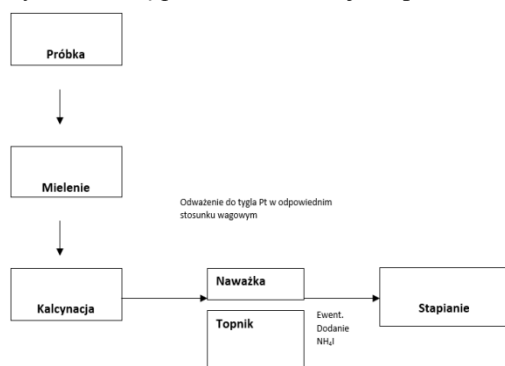 Próbka
Mielenie
Odważenie do tygla Pt w odpowiednim
stosunku wagowym
Kalcynacja
Naważka
Topnik
Ewent.
Dodanie
NH₄I
Stapianie